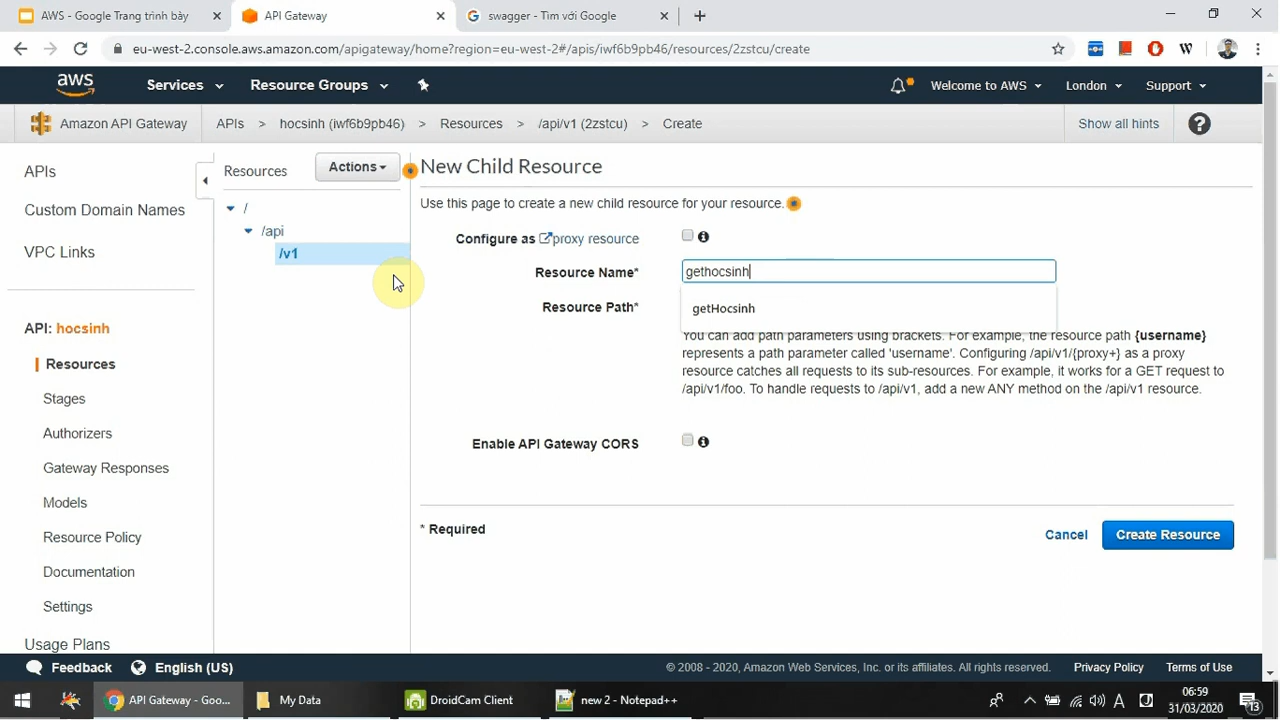 AWS - Google Trang trình bày
API Gateway
swagger - Tìm với Google
eu-west-2.console.aws.amazon.com/apigateway/home?region=eu-west-2#/apis/iwf6b9pb46/resources/2zstcu/create
aws
Services
Resource Groups
Welcome to AWS
London
Support
Amazon API Gateway
APIs > hocsinh (iwf6b9pb46) > Resources > /api/v1 (2zstcu) > Create
Show all hints
APIs
Custom Domain Names
VPC Links
API: hocsinh
Resources
Stages
Authorizers
Gateway Responses
Models
Resource Policy
Documentation
Settings
Usage Plans
Resources
Actions
/
/api
/v1
New Child Resource
Use this page to create a new child resource for your resource.
Configure as proxy resource
Resource Name*
gethocsinh
getHocsinh
Resource Path*
You can add path parameters using brackets. For example, the resource path {username}
represents a path parameter called 'username'. Configuring /api/v1/{proxy+} as a proxy
resource catches all requests to its sub-resources. For example, it works for a GET request to
/api/v1/foo. To handle requests to /api/v1, add a new ANY method on the /api/v1 resource.
Enable API Gateway CORS
* Required
Cancel
Create Resource
Feedback
English (US)
© 2008 - 2020, Amazon Web Services, Inc. or its affiliates. All rights reserved.
Privacy Policy
Terms of Use
API Gateway - Goo...
My Data
DroidCam Client
new 2 - Notepad++
06:59
31/03/2020
13